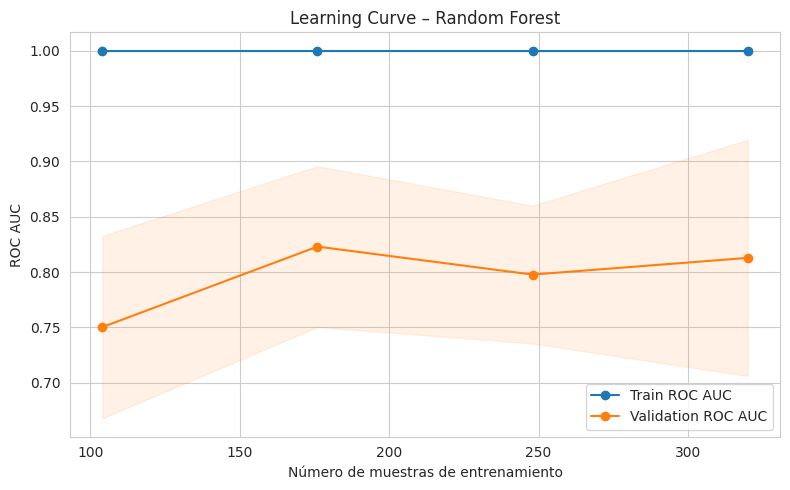 Learning Curve – Random Forest
ROC AUC
1.00
0.95
0.90
0.85
0.80
0.75
0.70
100
150
200
250
300
Número de muestras de entrenamiento
Train ROC AUC
Validation ROC AUC